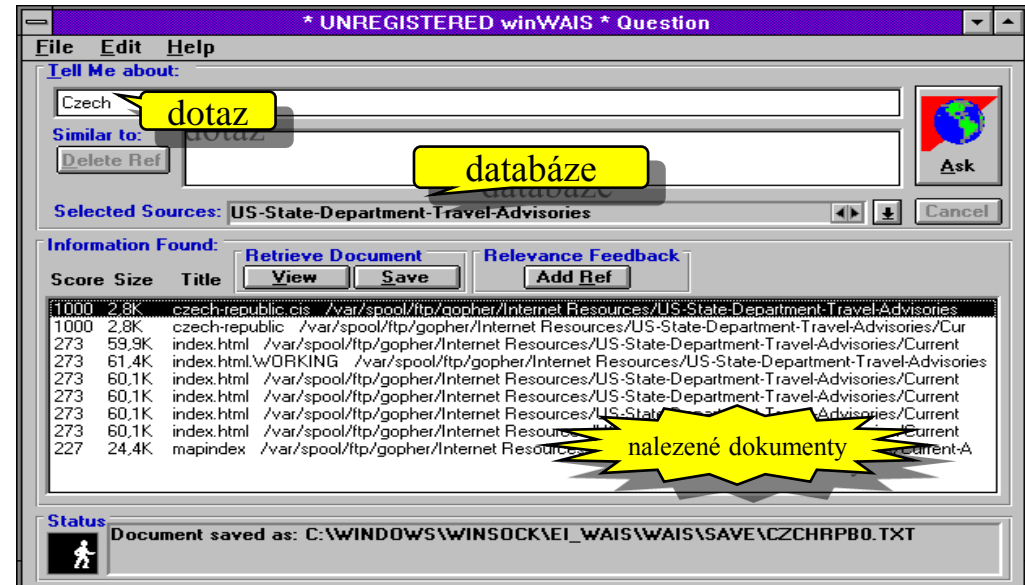 * UNREGISTERED winWAIS * Question
File Edit Help
Tell Me about:
Czech
dotaz
Similar to:
Delete Ref
databáze
Ask
Selected Sources: US-State-Department-Travel-Advisories
Cancel
Information Found:
Retrieve Document
Relevance Feedback
Score Size Title View Save Add Ref
1000 2,8K czech-republic.cis /var/spool/ftp/gopher/Internet Resources/US-State-Department-Travel-Advisories
1000 2,8K czech-republic /var/spool/ftp/gopher/Internet Resources/US-State-Department-Travel-Advisories/Cur
273 59,9K index.html /var/spool/ftp/gopher/Internet Resources/US-State-Department-Travel-Advisories/Current
273 61,4K index.html.WORKING /var/spool/ftp/gopher/Internet Resources/US-State-Department-Travel-Advisories
273 60,1K index.html /var/spool/ftp/gopher/Internet Resources/US-State-Department-Travel-Advisories/Current
273 60,1K index.html /var/spool/ftp/gopher/Internet Resources/US-State-Department-Travel-Advisories/Current
273 60,1K index.html /var/spool/ftp/gopher/Internet Resources/US-State-Department-Travel-Advisories/Current
273 60,1K index.html /var/spool/ftp/gopher/Internet /Current
227 24,4K mapindex /var/spool/ftp/gopher/Internet /Current-A
nalezené dokumenty
Status
Document saved as: C:\WINDOWS\WINSOCK\EI_WAIS\WAIS\SAVE\CZCHRPB0.TXT